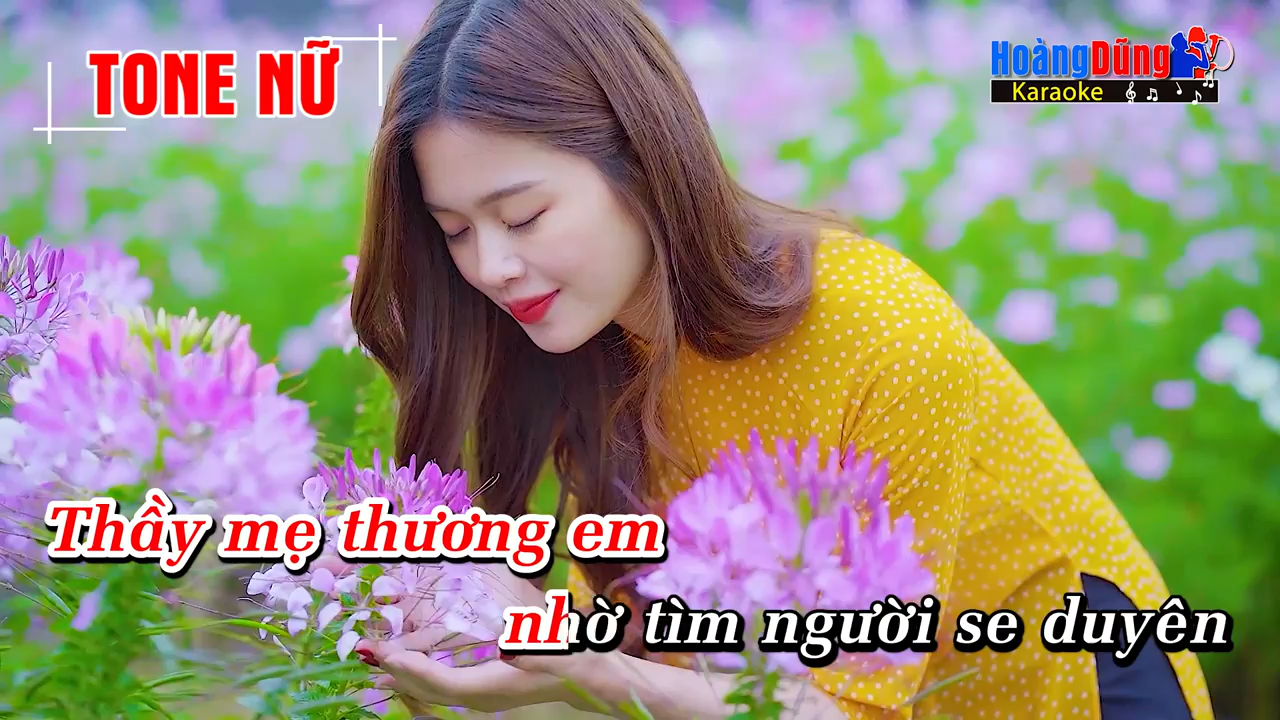 TONE NỮ
HoàngDũng
Karaoke
Thầy mẹ thương em
nhờ tìm người se duyên